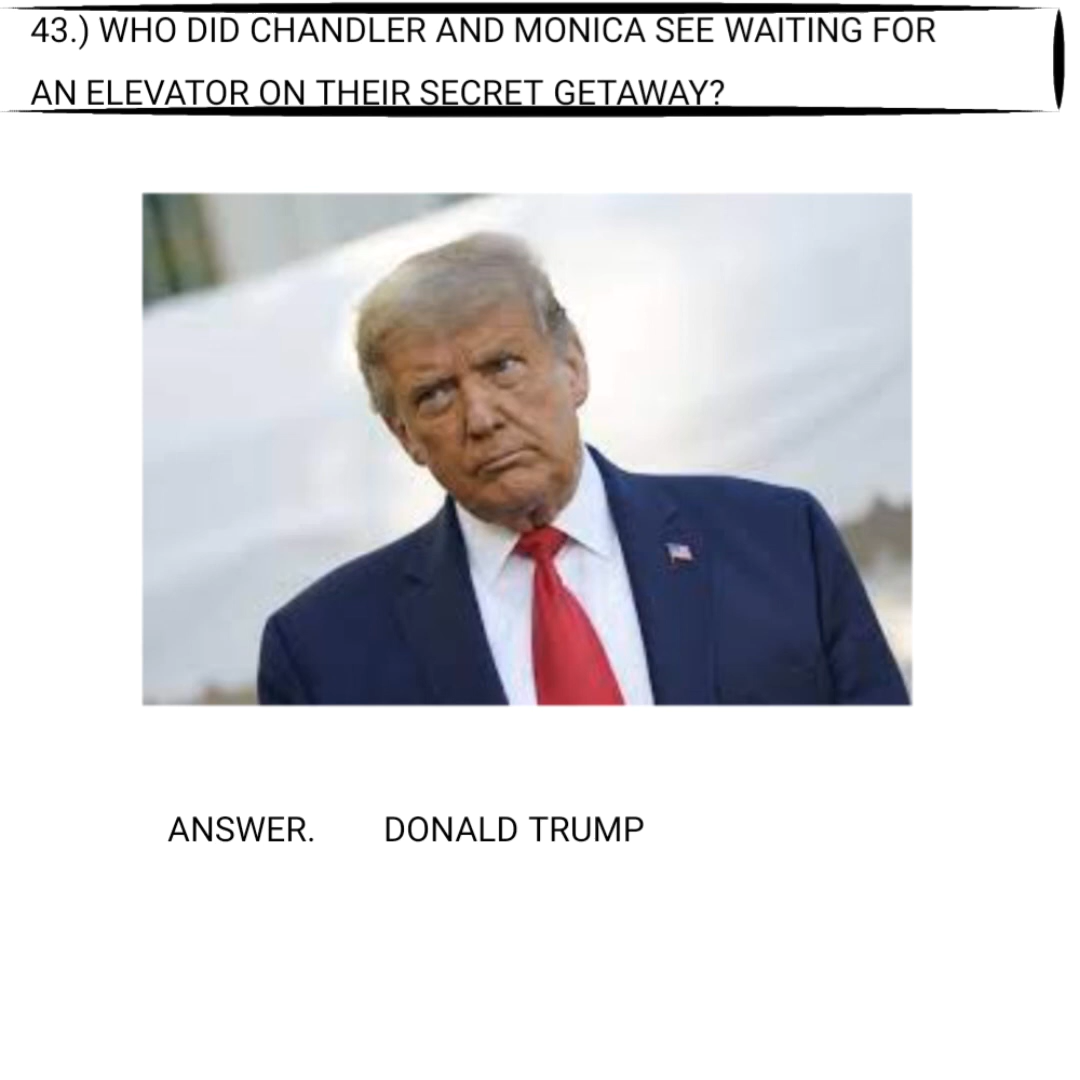 43.) WHO DID CHANDLER AND MONICA SEE WAITING FOR
AN ELEVATOR ON THEIR SECRET GETAWAY?
ANSWER. DONALD TRUMP